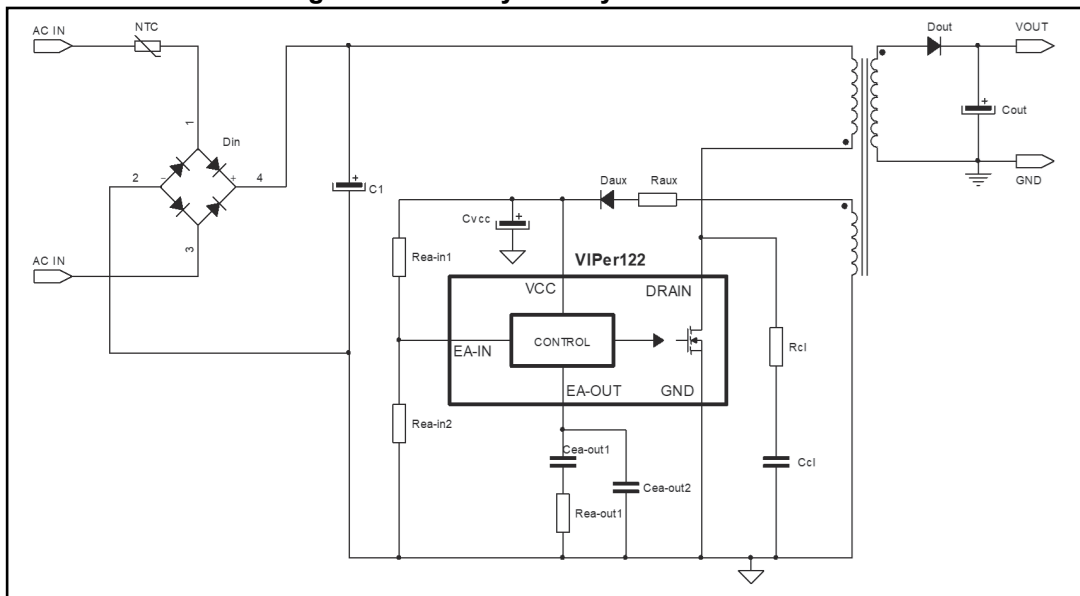 AC IN
NTC
Dout
VOUT
1
Din
Cout
2
4
C1
GND
3
Daux
Raux
Cvcc
AC IN
Rea-in1
VIPer122
VCC
DRAIN
CONTROL
EA-IN
Rcl
EA-OUT
GND
Rea-in2
Cea-out1
Ccl
Cea-out2
Rea-out1